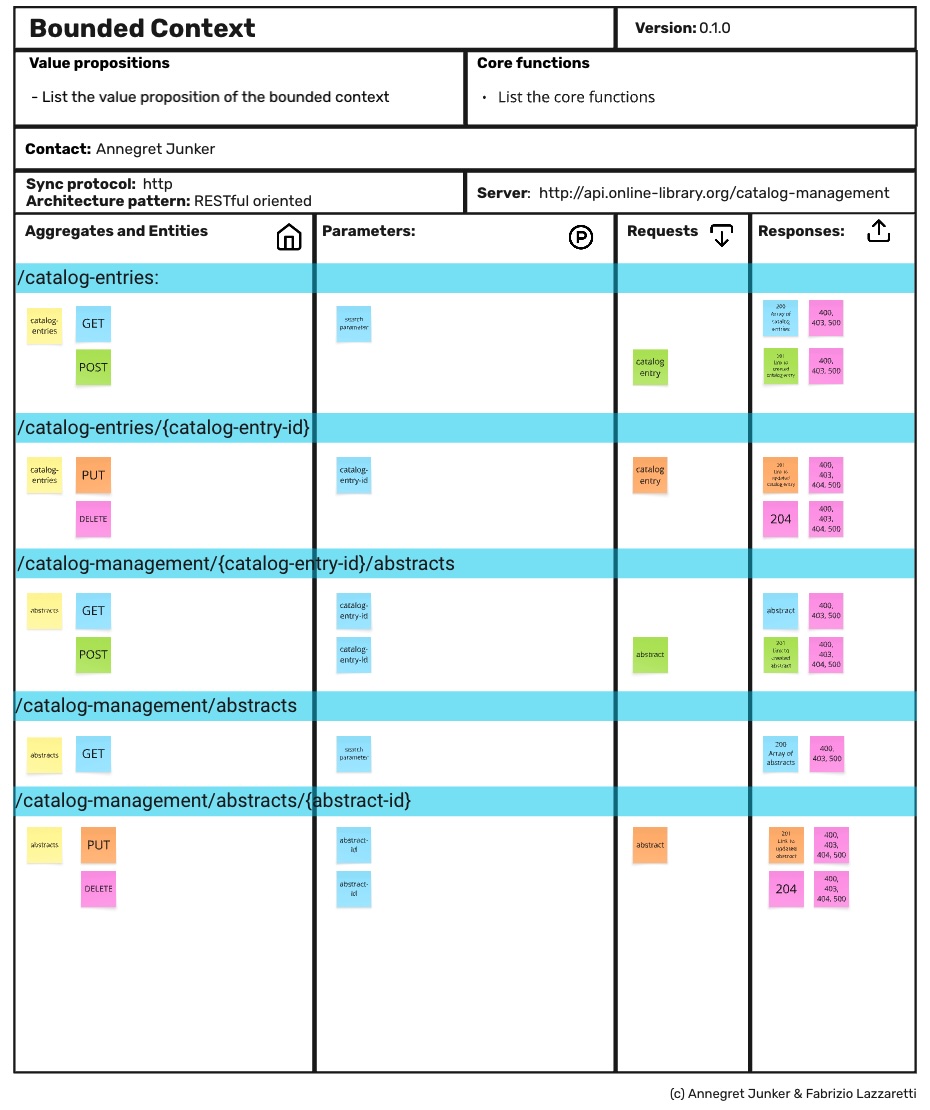 Bounded Context
Version: 0.1.0
Value propositions
- List the value proposition of the bounded context
Core functions
• List the core functions
Contact: Annegret Junker
Sync protocol: http
Architecture pattern: RESTful oriented
Server: http://api.online-library.org/catalog-management
Aggregates and Entities
Parameters:
P
Requests
Responses:
/catalog-entries:
catalog-
entries
GET
search
parameter
200
Array of
catalog
entries
400,
403, 500
POST
catalog
entry
201
Link to
created
catalog entry
400,
403, 500
/catalog-entries/{catalog-entry-id}
catalog-
entries
PUT
catalog-
entry-id
catalog
entry
201
Link to
updated
catalog entry
400,
403,
404, 500
DELETE
204
400,
403,
404, 500
/catalog-management/{catalog-entry-id}/abstracts
abstracts
GET
catalog-
entry-id
abstract
400,
403, 500
POST
catalog-
entry-id
abstract
201
Link to
created
abstract
400,
403,
404, 500
/catalog-management/abstracts
abstracts
GET
search
parameter
200
Array of
abstracts
400,
403, 500
/catalog-management/abstracts/{abstract-id}
abstracts
PUT
abstract-
id
abstract
201
Link to
updated
abstract
400,
403,
404, 500
DELETE
abstract-
id
204
400,
403,
404, 500
(c) Annegret Junker & Fabrizio Lazzaretti